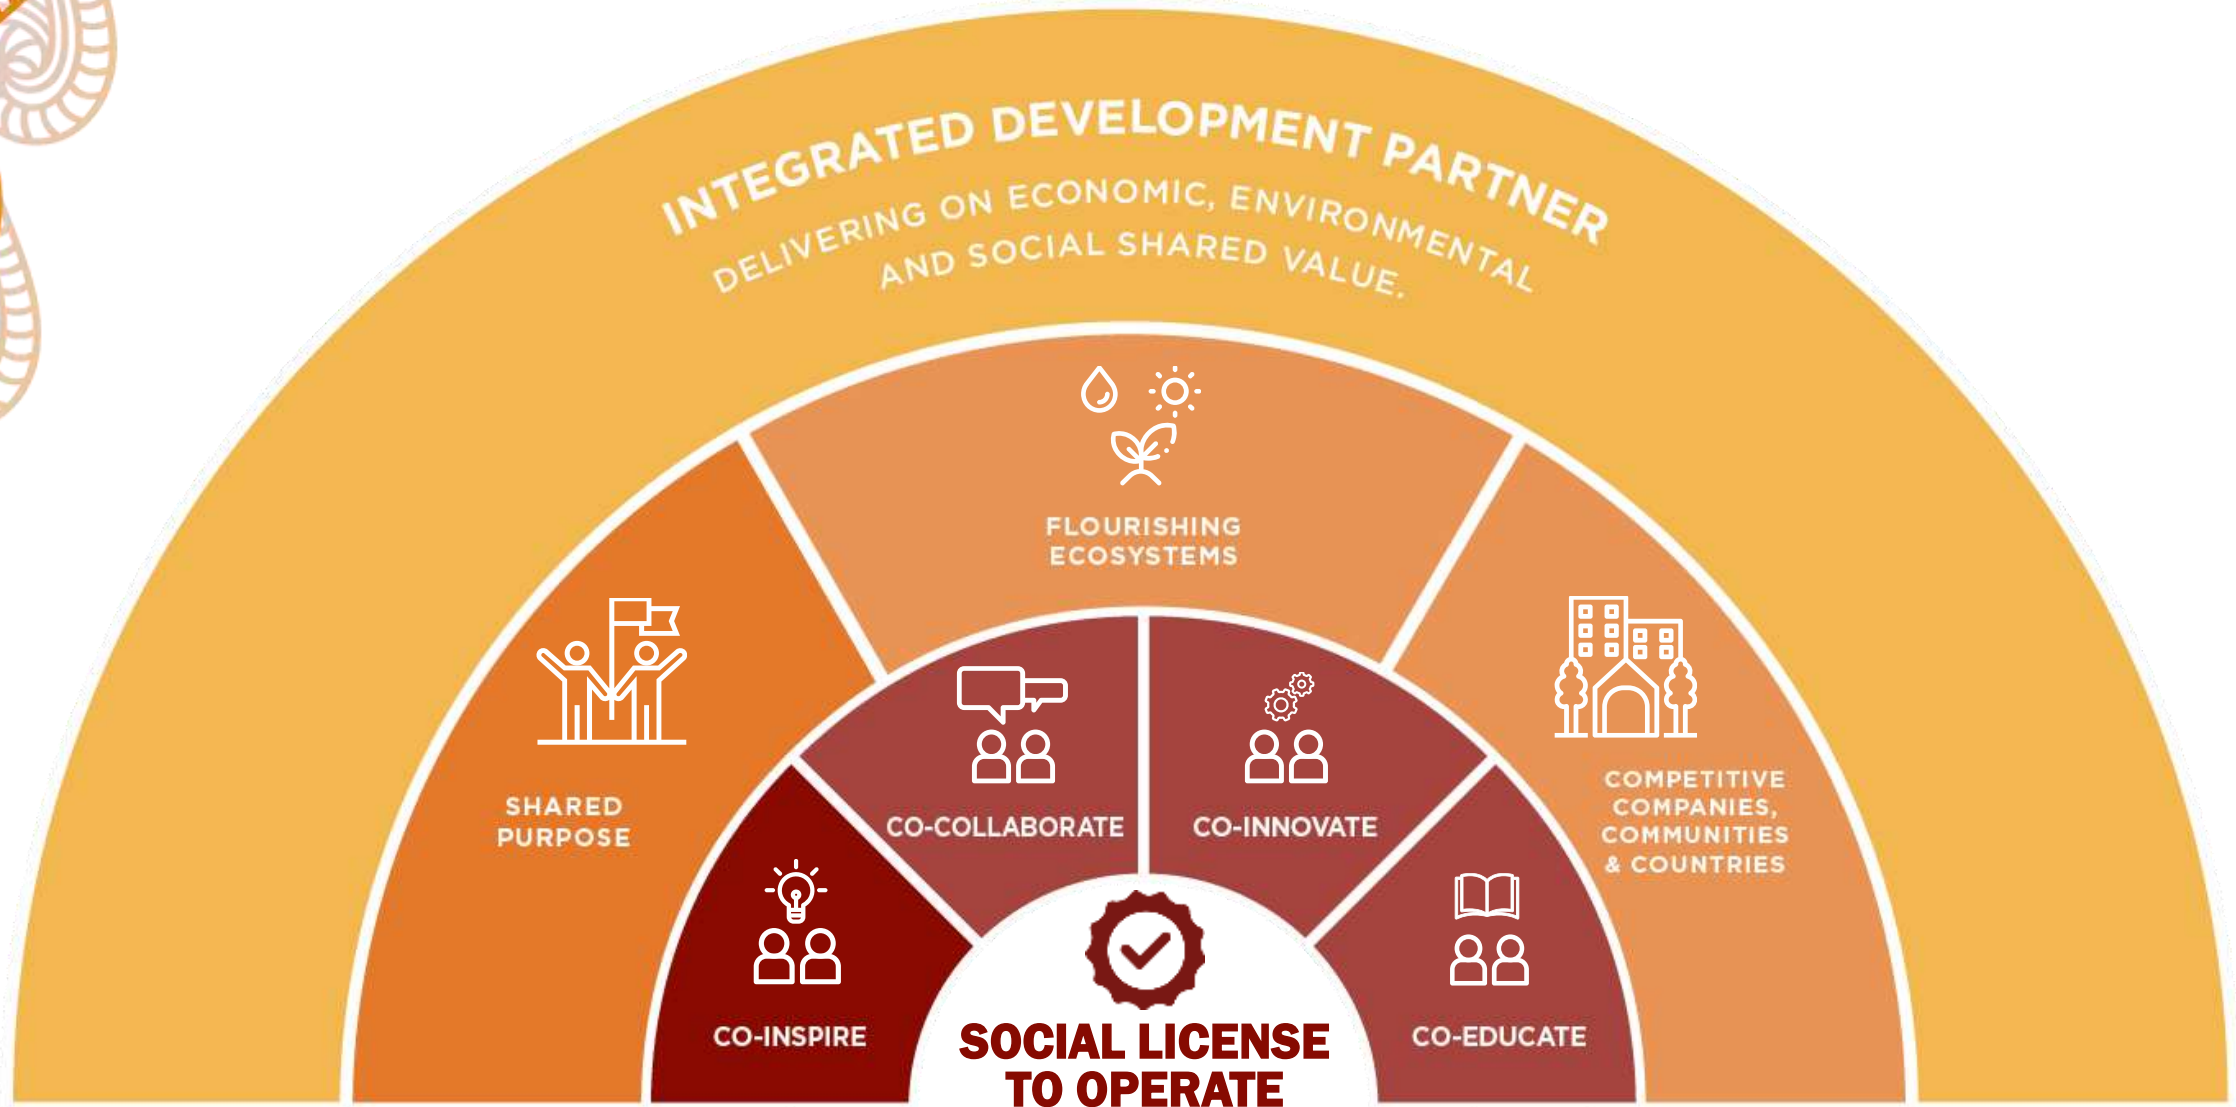 INTEGRATED DEVELOPMENT PARTNER
DELIVERING ON ECONOMIC, ENVIRONMENTAL
AND SOCIAL SHARED VALUE.
FLOURISHING
ECOSYSTEMS
SHARED
PURPOSE
COMPETITIVE
COMPANIES,
COMMUNITIES
& COUNTRIES
CO-COLLABORATE
CO-INNOVATE
CO-INSPIRE
CO-EDUCATE
SOCIAL LICENSE
TO OPERATE